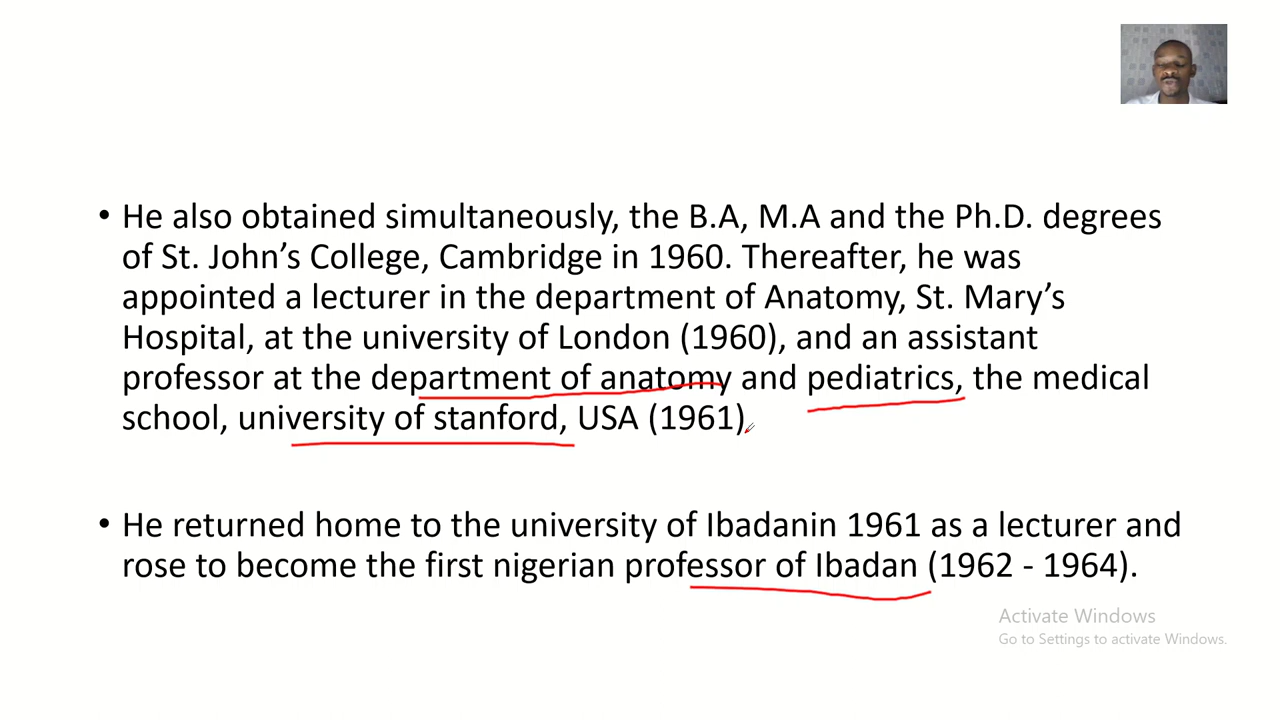 • He also obtained simultaneously, the B.A, M.A and the Ph.D. degrees
of St. John’s College, Cambridge in 1960. Thereafter, he was
appointed a lecturer in the department of Anatomy, St. Mary’s
Hospital, at the university of London (1960), and an assistant
professor at the department of anatomy and pediatrics, the medical
school, university of stanford, USA (1961)
• He returned home to the university of Ibadanin 1961 as a lecturer and
rose to become the first nigerian professor of Ibadan (1962 - 1964).
Activate Windows
Go to Settings to activate Windows.